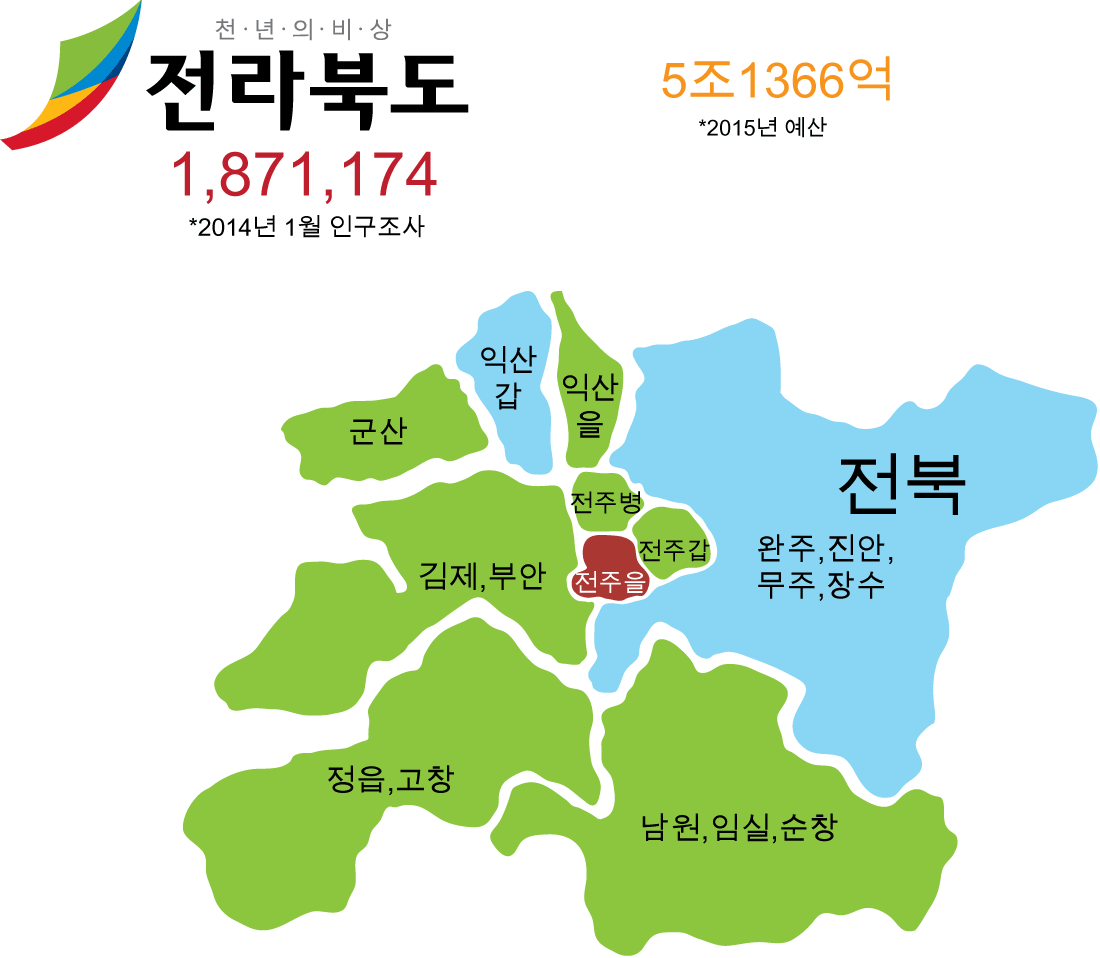 천·년·의·비·상
전라북도
1,871,174
*2014년 1월 인구조사
5조1366억
*2015년 예산
익산
갑
익산
을
군산
전북
완주,진안,
무주,장수
전주병
전주갑
전주을
김제,부안
정읍,고창
남원,임실,순창